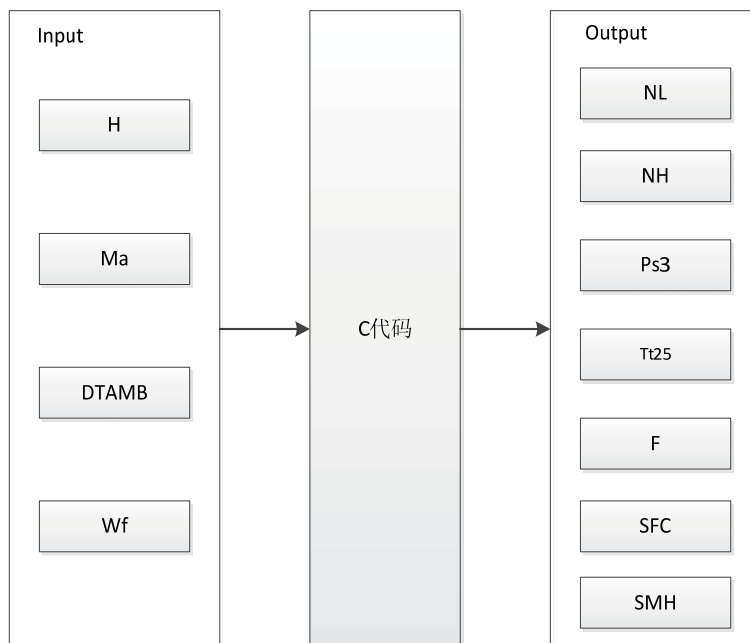 Input
H
Ma
DTAMB
Wf
C代码
Output
NL
NH
Ps3
Tt25
F
SFC
SMH